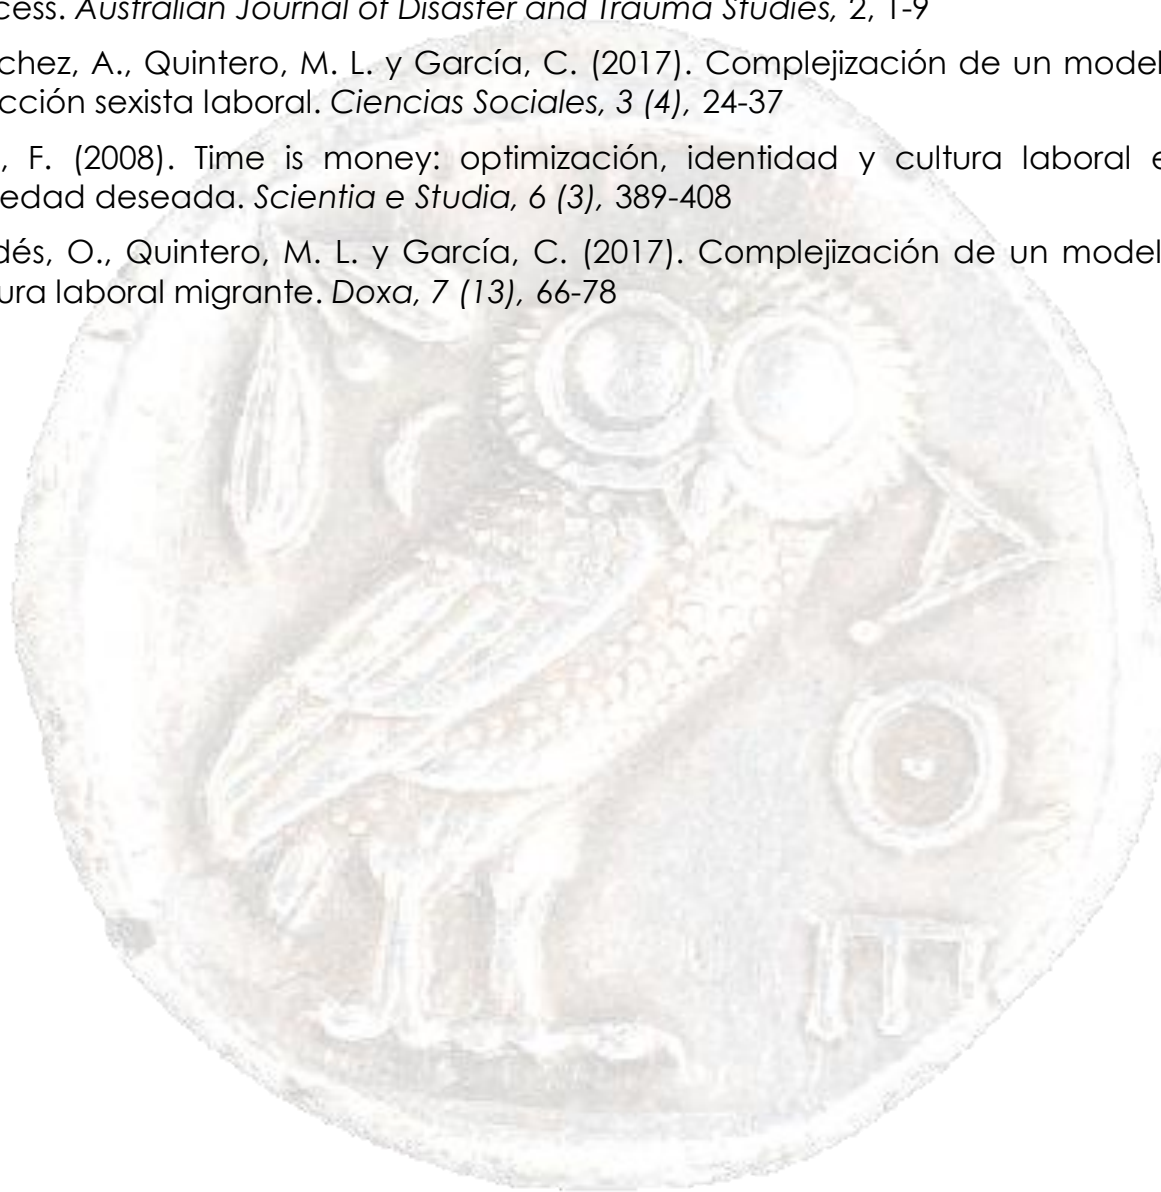 cess. Australian Journal of Disaster and Trauma Studies, 2, 1-9
chez, A., Quintero, M. L. y García, C. (2017). Complejización de un model
cción sexista laboral. Ciencias Sociales, 3 (4), 24-37
, F. (2008). Time is money: optimización, identidad y cultura laboral e
edad deseada. Scientia e Studia, 6 (3), 389-408
dés, O., Quintero, M. L. y García, C. (2017). Complejización de un model
ura laboral migrante. Doxa, 7 (13), 66-78